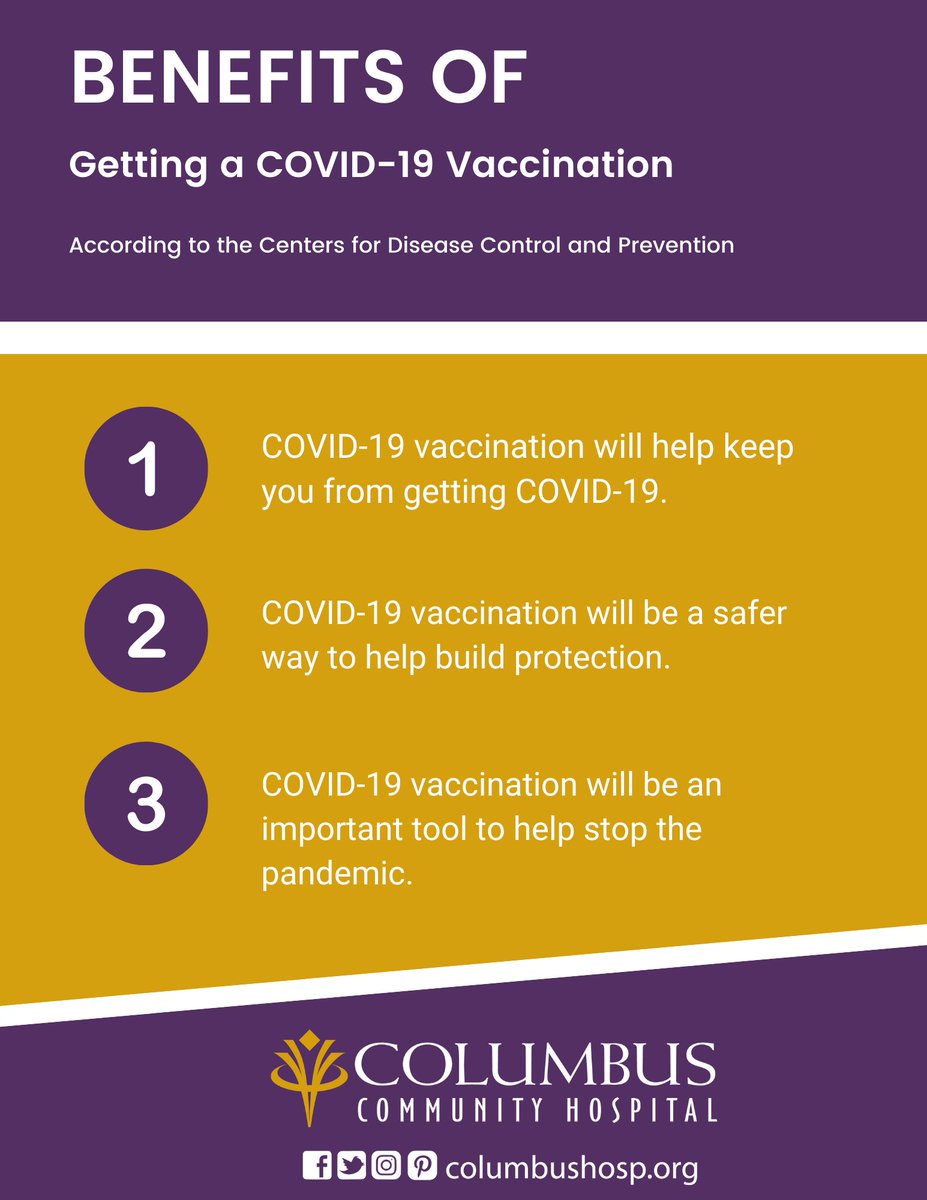 BENEFITS OF
Getting a COVID-19 Vaccination
According to the Centers for Disease Control and Prevention
1
COVID-19 vaccination will help keep
you from getting COVID-19.
2
COVID-19 vaccination will be a safer
way to help build protection.
3
COVID-19 vaccination will be an
important tool to help stop the
pandemic.
COLUMBUS
COMMUNITY HOSPITAL
columbushosp.org